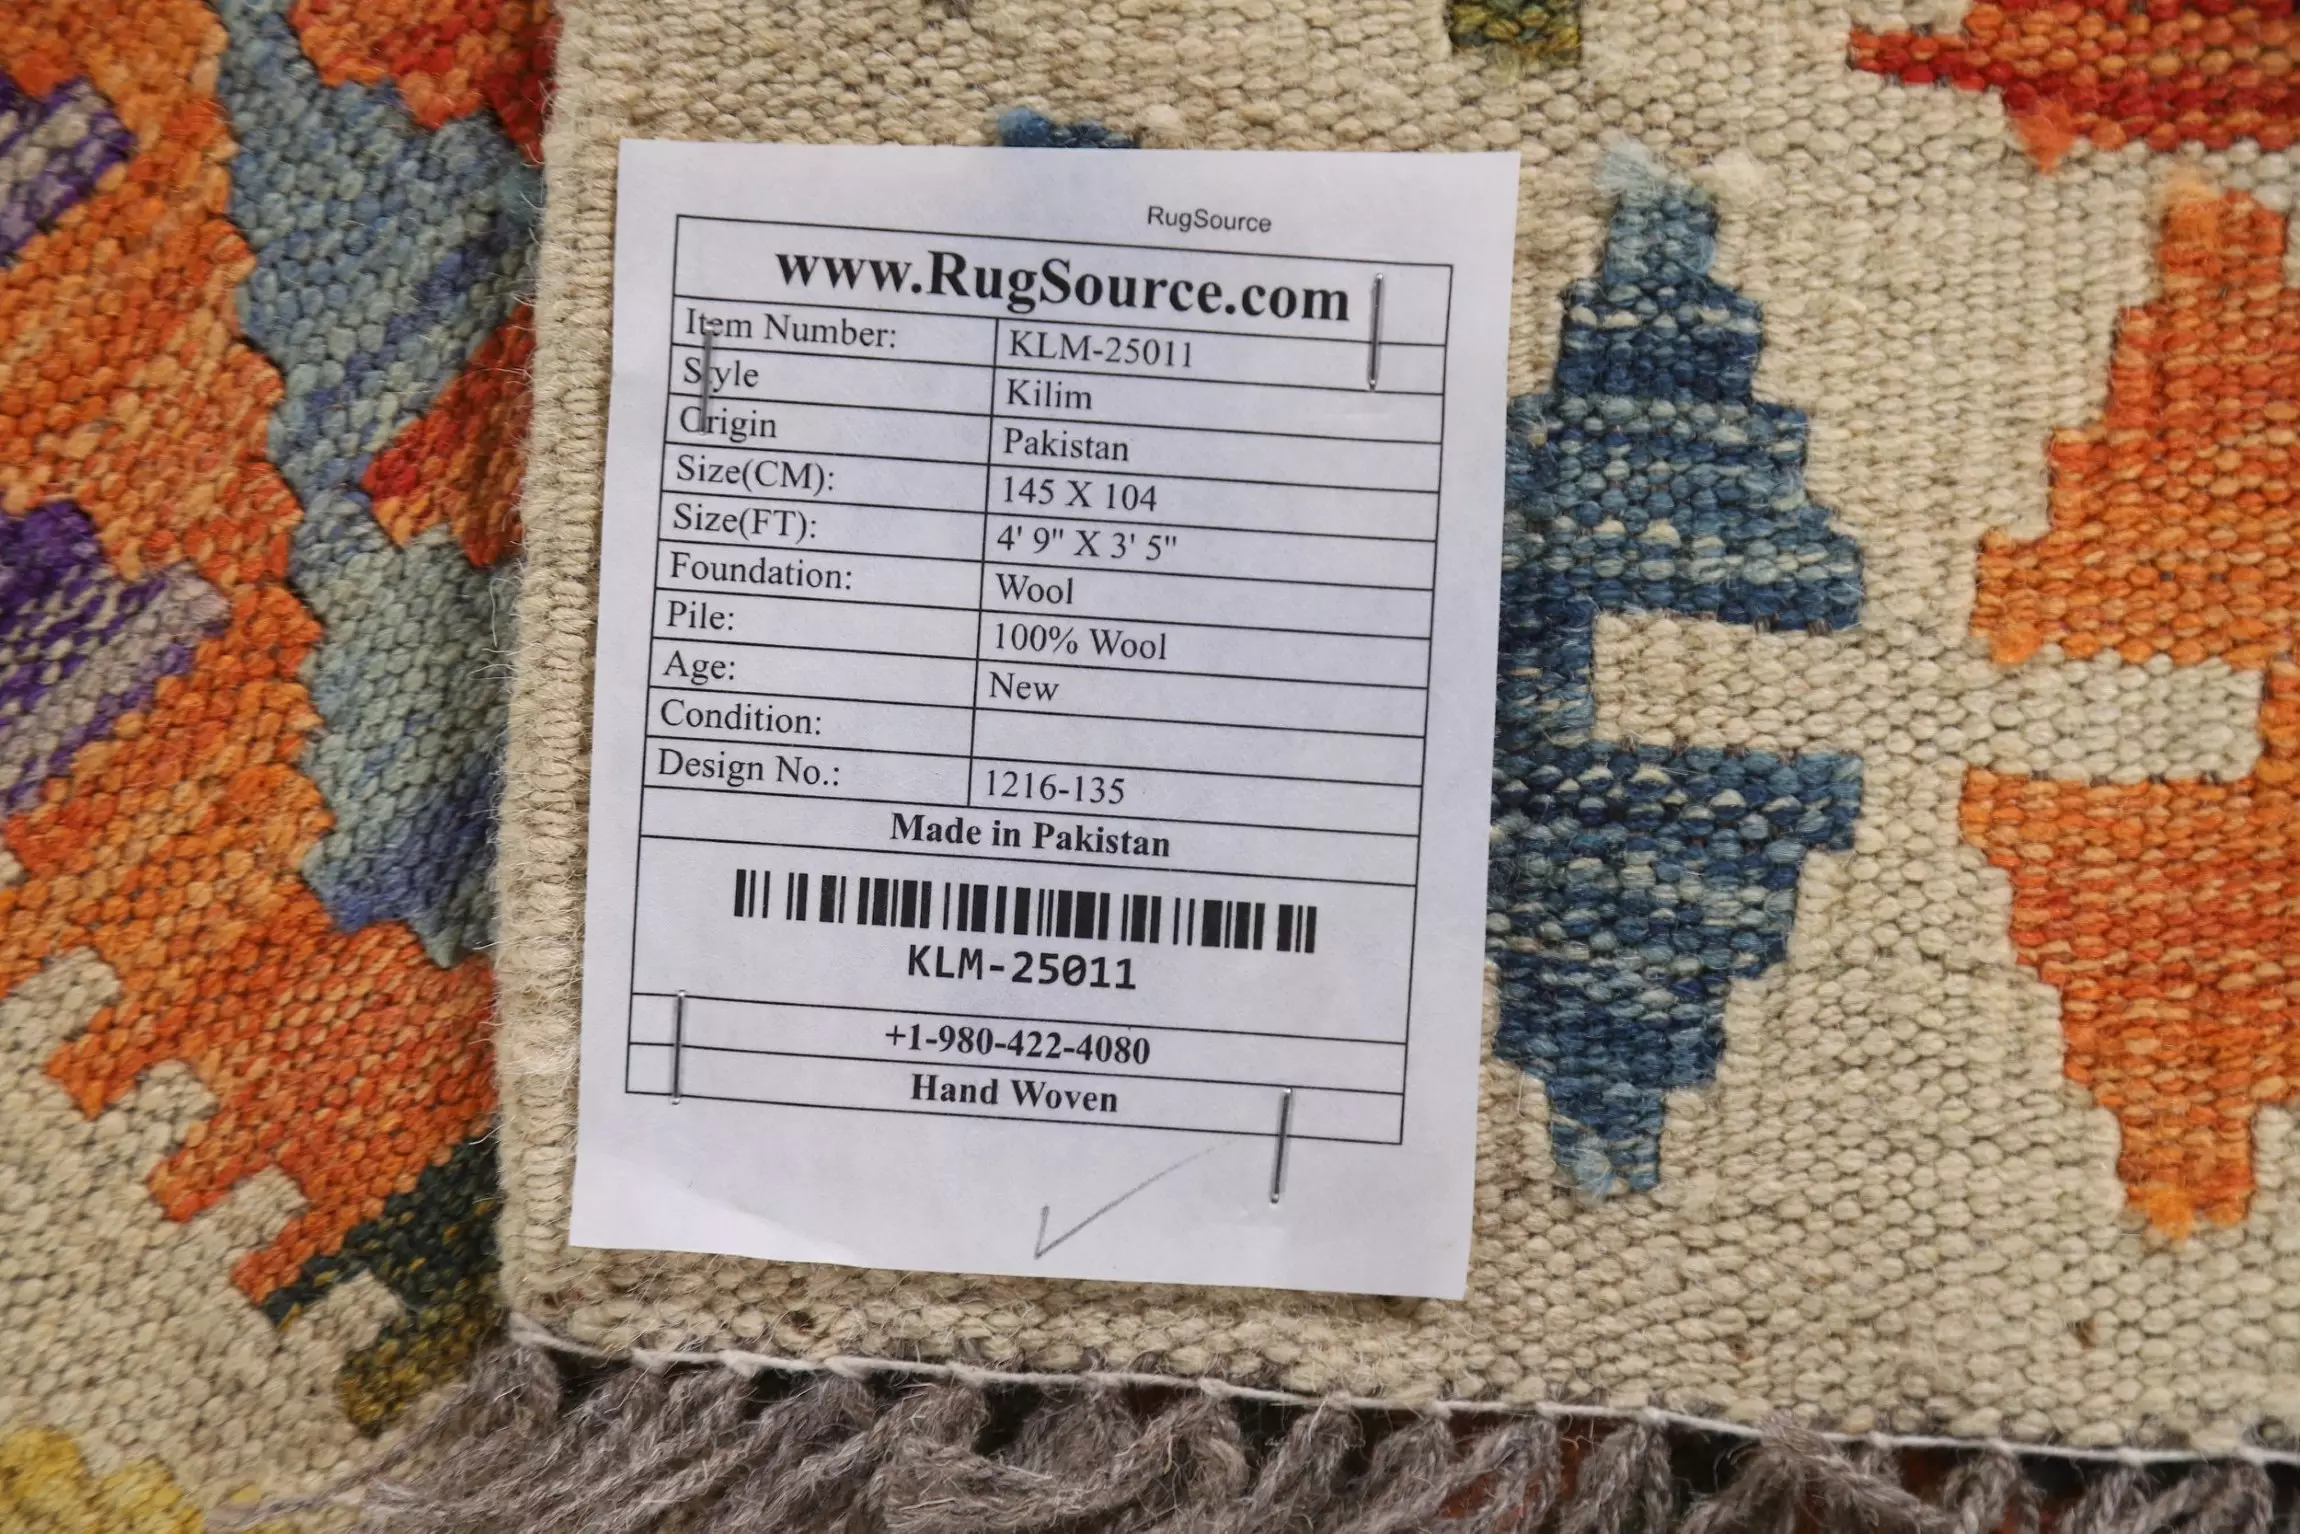 RugSource
www.RugSource.com
Item Number: KLM-25011
Style Kilim
Origin Pakistan
Size(CM): 145 X 104
Size(FT): 4' 9" X 3' 5"
Foundation: Wool
Pile: 100% Wool
Age: New
Condition:
Design No.: 1216-135
Made in Pakistan
KLM-25011
+1-980-422-4080
Hand Woven